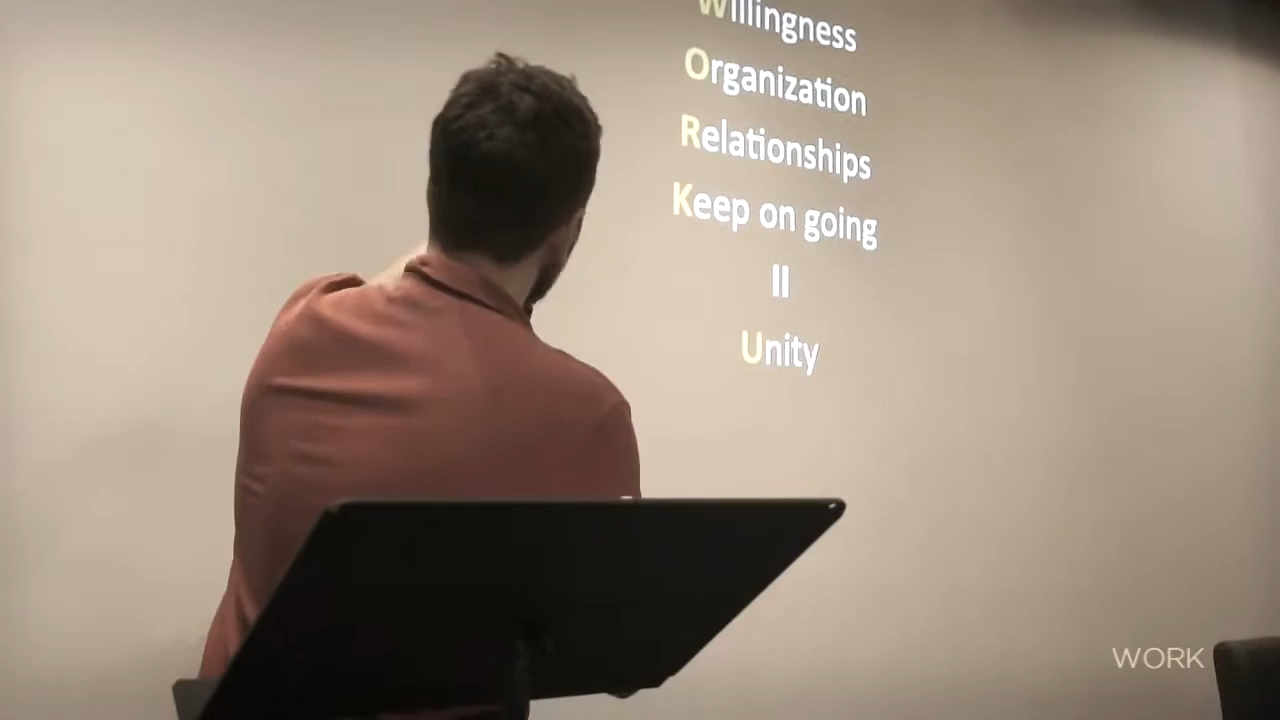 Willingness
Organization
Relationships
Keep on going
II
Unity
WORK